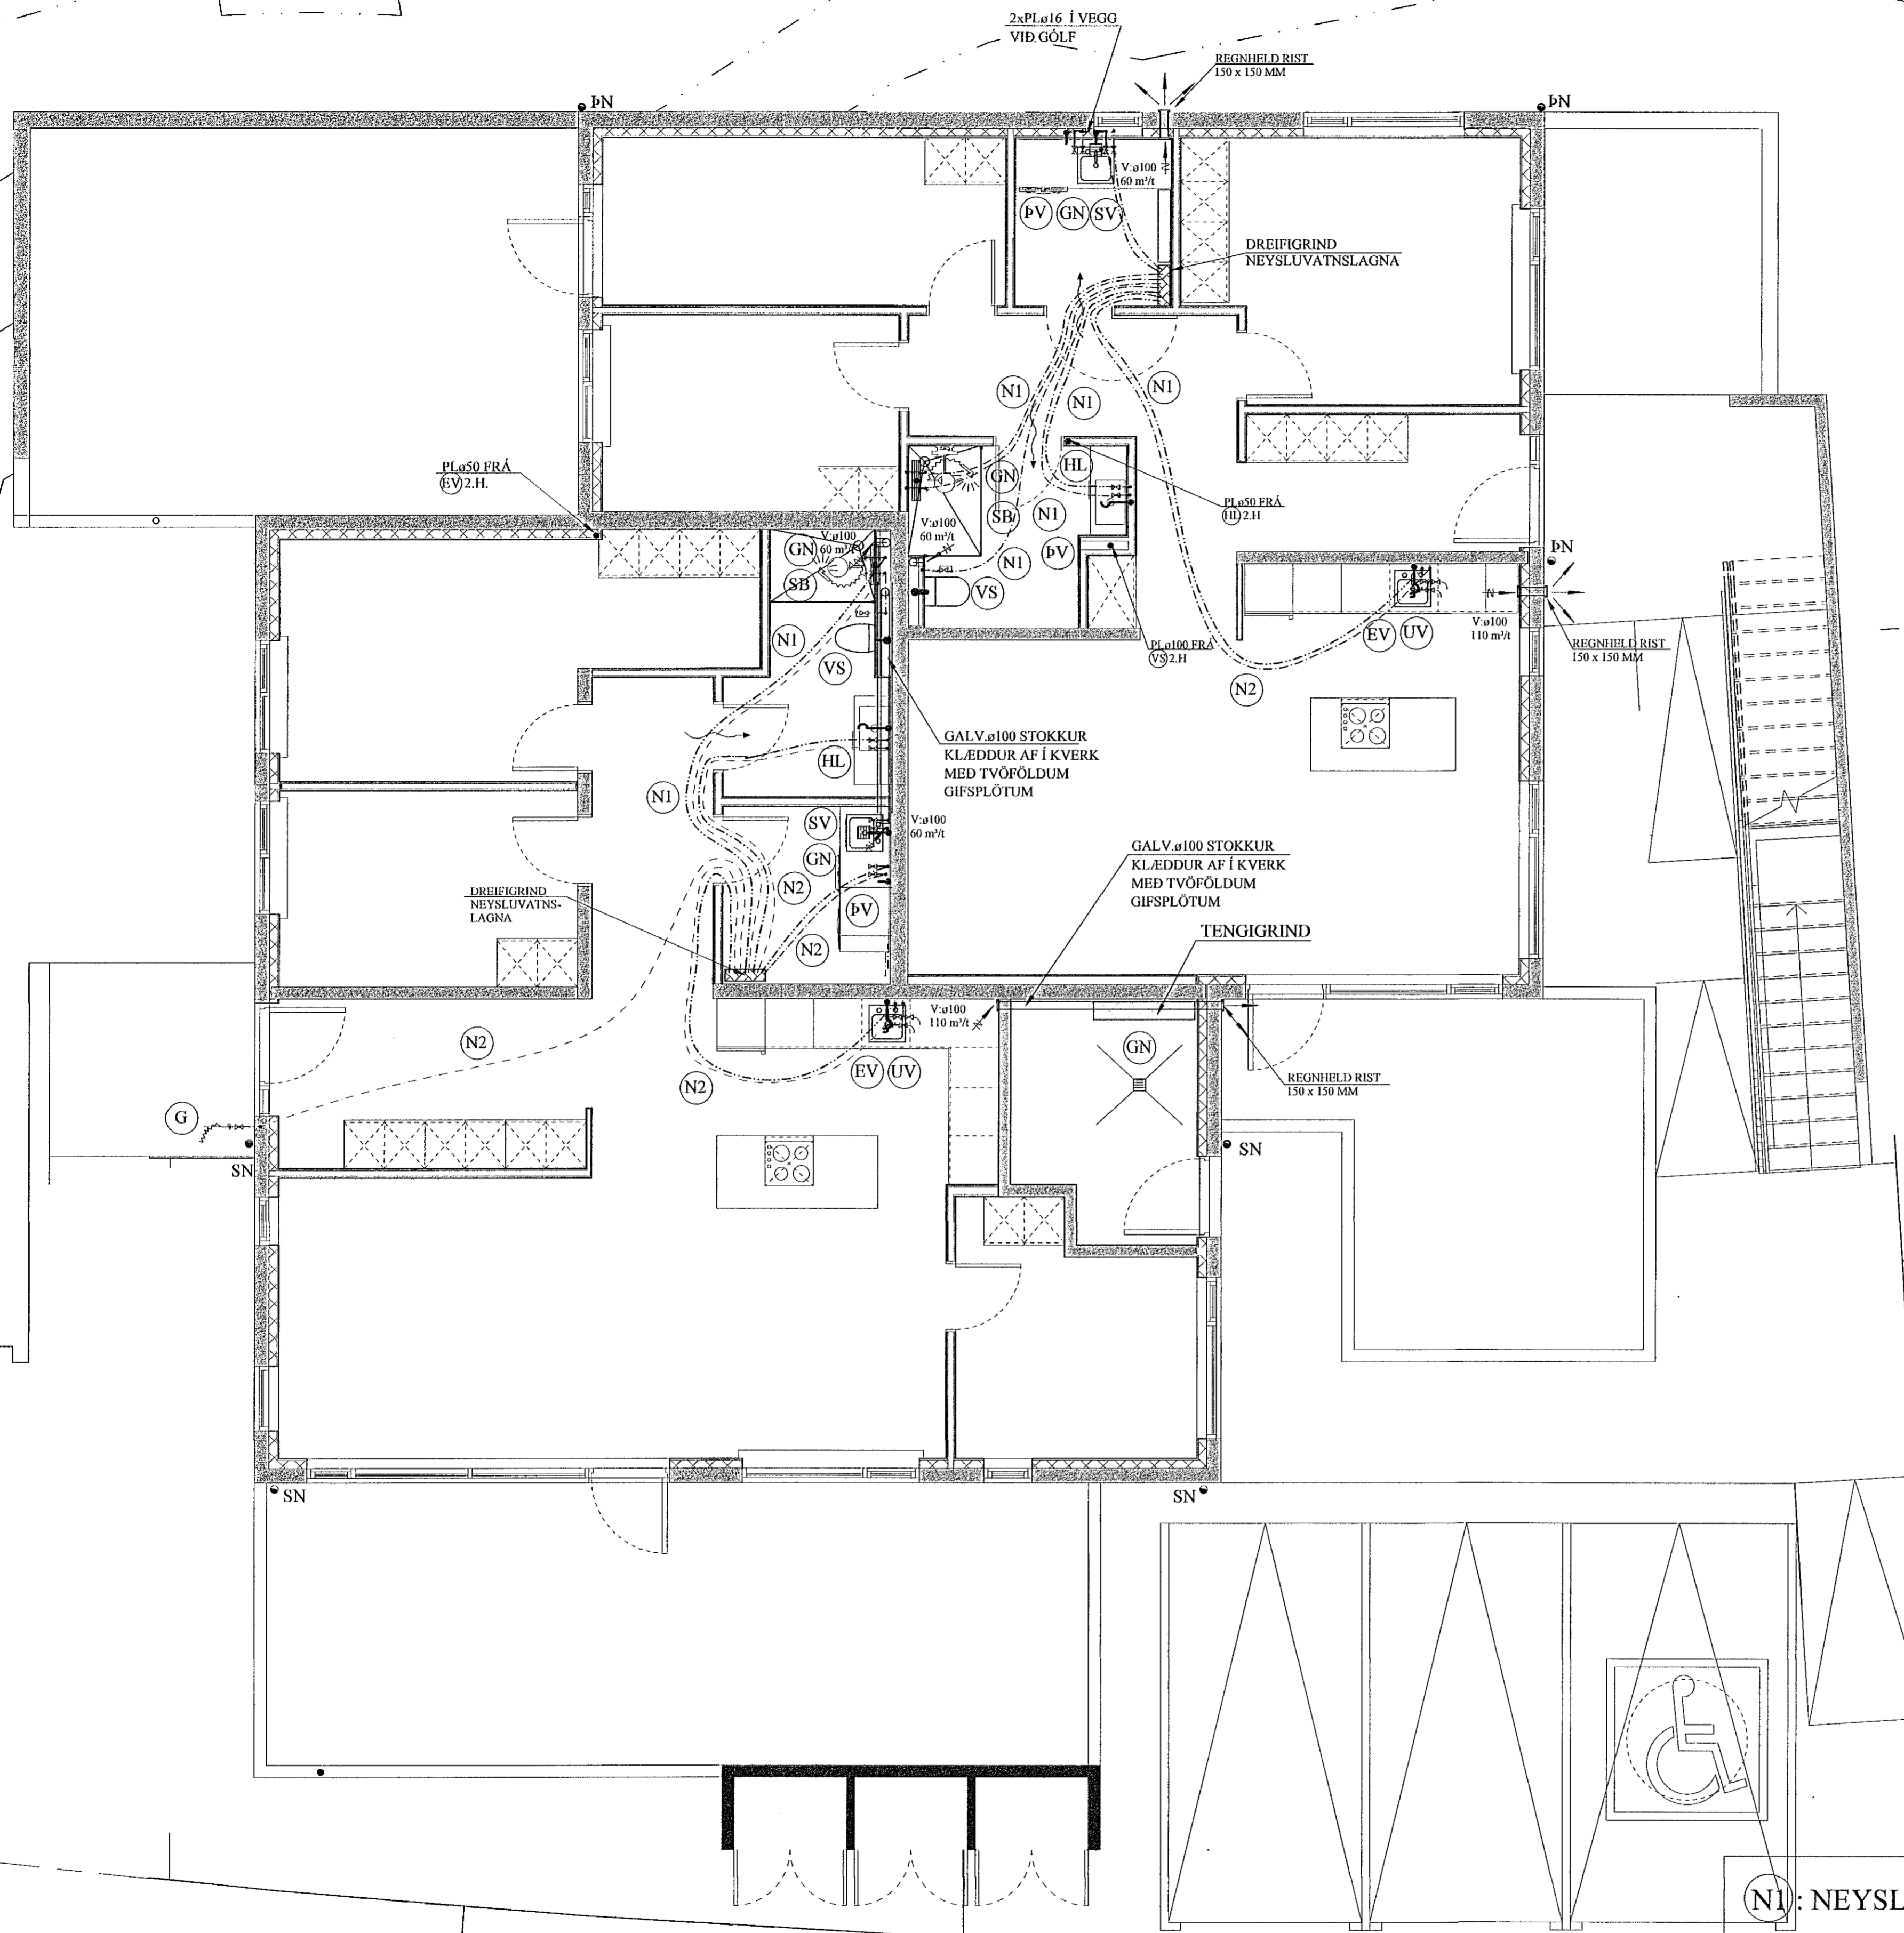 2xPLø16 Í VEGG
VIÐ GÓLF
REGNHELD RIST
150 x 150 MM
ÞN
ÞN
V:ø100
60 m³/t
ÞV GN SV
DREIFIGRIND
NEYSLUVATNSLAGNA
N1
N1
N1
PLø50 FRÁ
EV 2.H.
GN
HL
PLø50 FRÁ
HL 2.H
SB
N1
V:ø100
60 m³/t
ÞV
N1
VS
V:ø100
60 m³/t
GN
SB
ÞN
N1
VS
PLø100 FRÁ
VS 2.H
EV UV
V:ø100
110 m³/t
REGNHELD RIST
150 x 150 MM
N2
GALV.ø100 STOKKUR
KLÆDDUR AF Í KVERK
MEÐ TVÖFÖLDUM
GIFSPLÖTUM
HL
N1
SV
V:ø100
60 m³/t
GN
N2
ÞV
N2
DREIFIGRIND
NEYSLUVATNS-
LAGNA
GALV.ø100 STOKKUR
KLÆDDUR AF Í KVERK
MEÐ TVÖFÖLDUM
GIFSPLÖTUM
TENGIGRIND
V:ø100
110 m³/t
N2
GN
EV UV
N2
REGNHELD RIST
150 x 150 MM
G
SN
SN
SN
SN
N1 : NEYSL